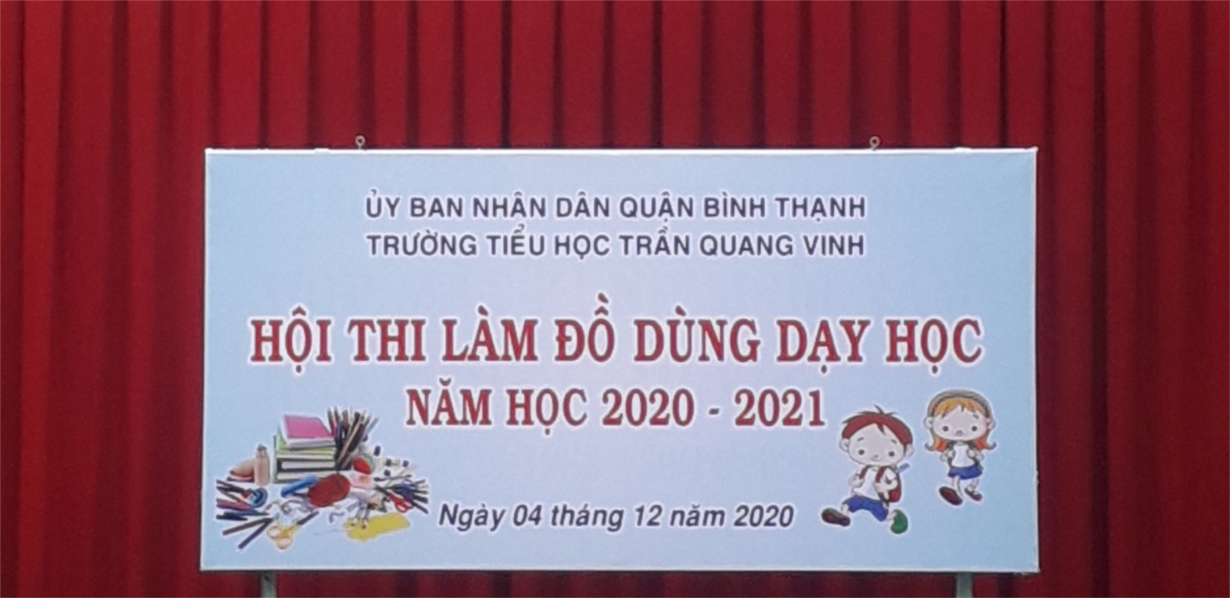 ỦY BAN NHÂN DÂN QUẬN BÌNH THẠNH
TRƯỜNG TIỂU HỌC TRẦN QUANG VINH
HỘI THI LÀM ĐỒ DÙNG DẠY HỌC
NĂM HỌC 2020 - 2021
Ngày 04 tháng 12 năm 2020